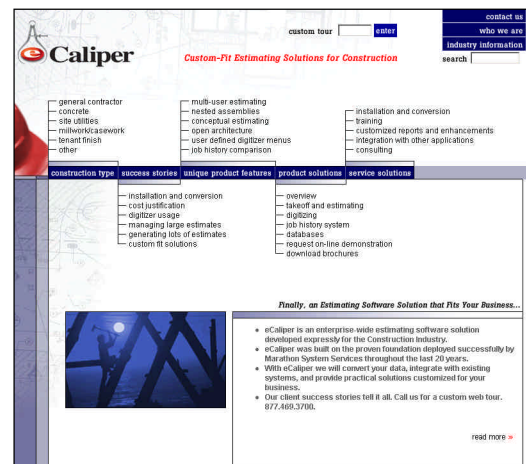 contact us
custom tour
enter
who we are
industry information
eCaliper
Custom-Fit Estimating Solutions for Construction
search
general contractor
concrete
site utilities
millwork/casework
tenant finish
other
multi-user estimating
nested assemblies
conceptual estimating
open architecture
user defined digitizer menus
job history comparison
installation and conversion
training
customized reports and enhancements
integration with other applications
consulting
construction type
success stories
unique product features
product solutions
service solutions
installation and conversion
cost justification
digitizer usage
managing large estimates
generating lots of estimates
custom fit solutions
overview
takeoff and estimating
digitizing
job history system
databases
request on-line demonstration
download brochures
Finally, an Estimating Software Solution that Fits Your Business...
eCaliper is an enterprise-wide estimating software solution
developed expressly for the Construction Industry.
eCaliper was built on the proven foundation deployed successfully by
Marathon System Services throughout the last 20 years.
With eCaliper we will convert your data, integrate with existing
systems, and provide practical solutions customized for your
business.
Our client success stories tell it all. Call us for a custom web tour.
877.469.3700.
read more »